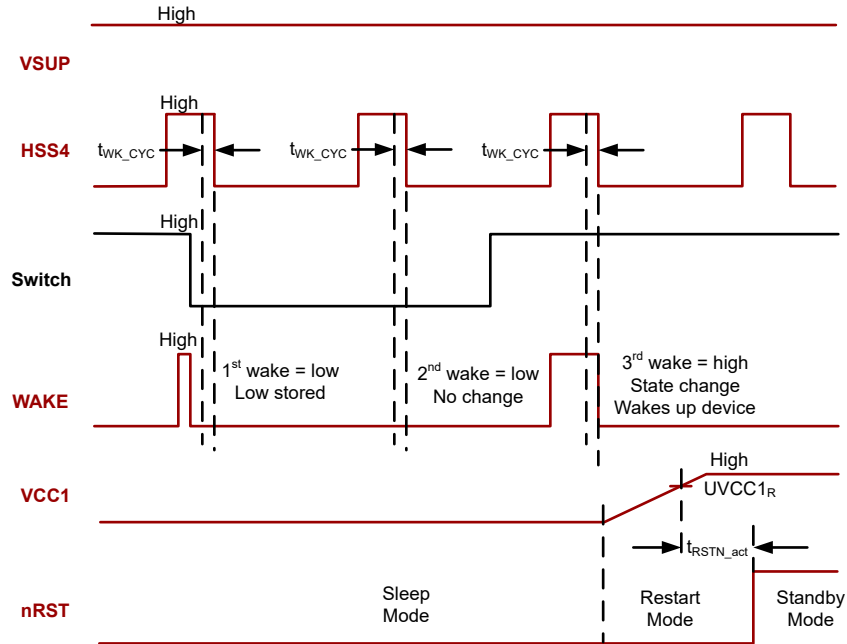 High
VSUP
High
HSS4
tWK_CYC
tWK_CYC
tWK_CYC
High
Switch
High
WAKE
1st wake = low
Low stored
2nd wake = low
No change
3rd wake = high
State change
Wakes up device
High
VCC1
UVCC1R
tRSTN_act
nRST
Sleep
Mode
Restart
Mode
Standby
Mode